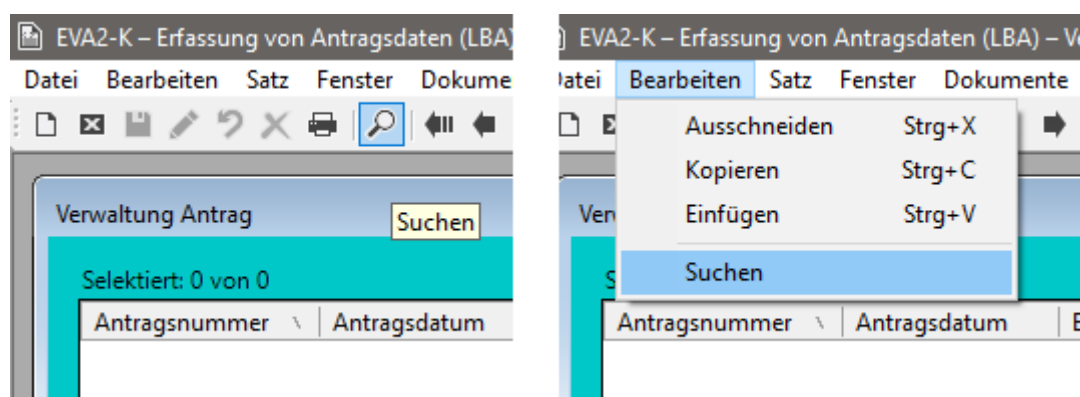 EVA2-K – Erfassung von Antragsdaten (LBA)
Datei Bearbeiten Satz Fenster Dokume
Suchen
Verwaltung Antrag
Selektiert: 0 von 0
Antragsnummer Antragsdatum
EVA2-K – Erfassung von Antragsdaten (LBA) – Ve
atei Bearbeiten Satz Fenster Dokumente
Ausschneiden Strg+X
Kopieren Strg+C
Einfügen Strg+V
Suchen
Ver
S
Antragsnummer Antragsdatum E